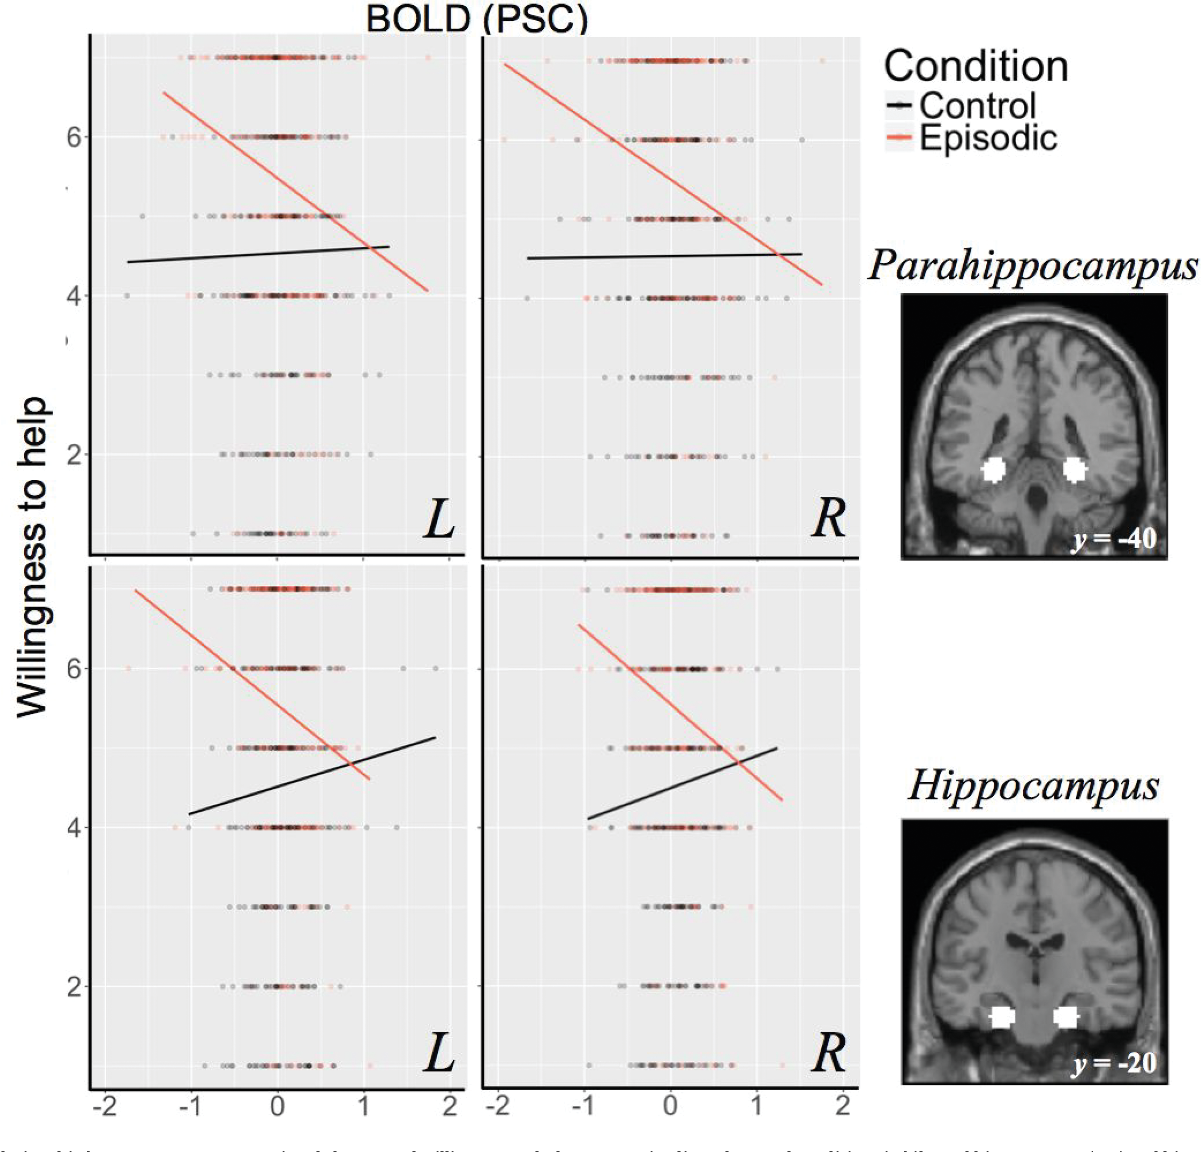 BOLD (PSC)
Condition
Control
Episodic
Willingness to help
6
4
2
L
R
Parahippocampus
y = -40
6
4
2
L
R
Hippocampus
y = -20
-2 -1 0 1 2
-2 -1 0 1 2